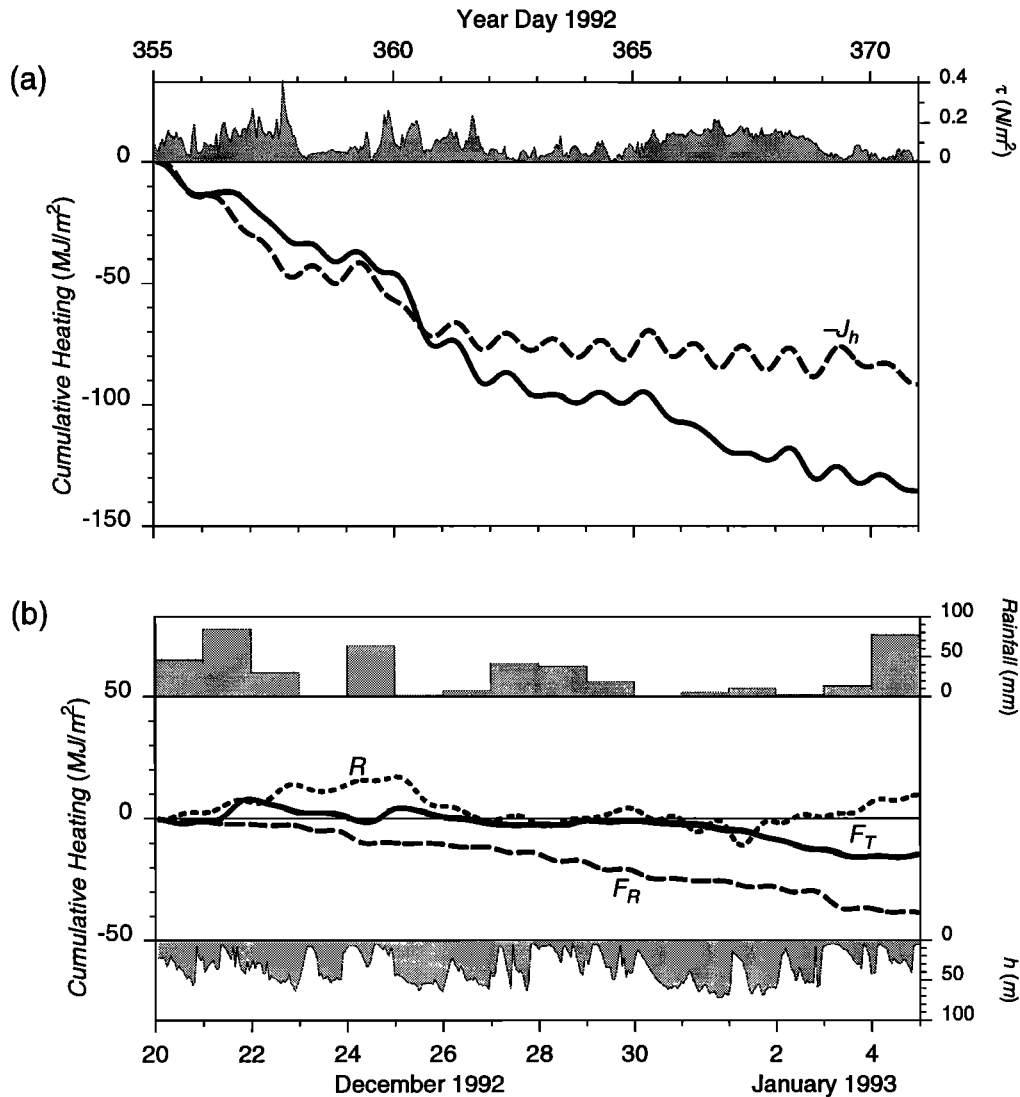 Year Day 1992
355 360 365 370
(a)
0.4
0.2
0
τ (N/m²)
0
-50
-100
-150
Cumulative Heating (MJ/m²)
–J_h
(b)
100
50
0
Rainfall (mm)
50
0
-50
Cumulative Heating (MJ/m²)
R
F_T
F_R
0
50
100
h (m)
20 22 24 26 28 30 2 4
December 1992 January 1993